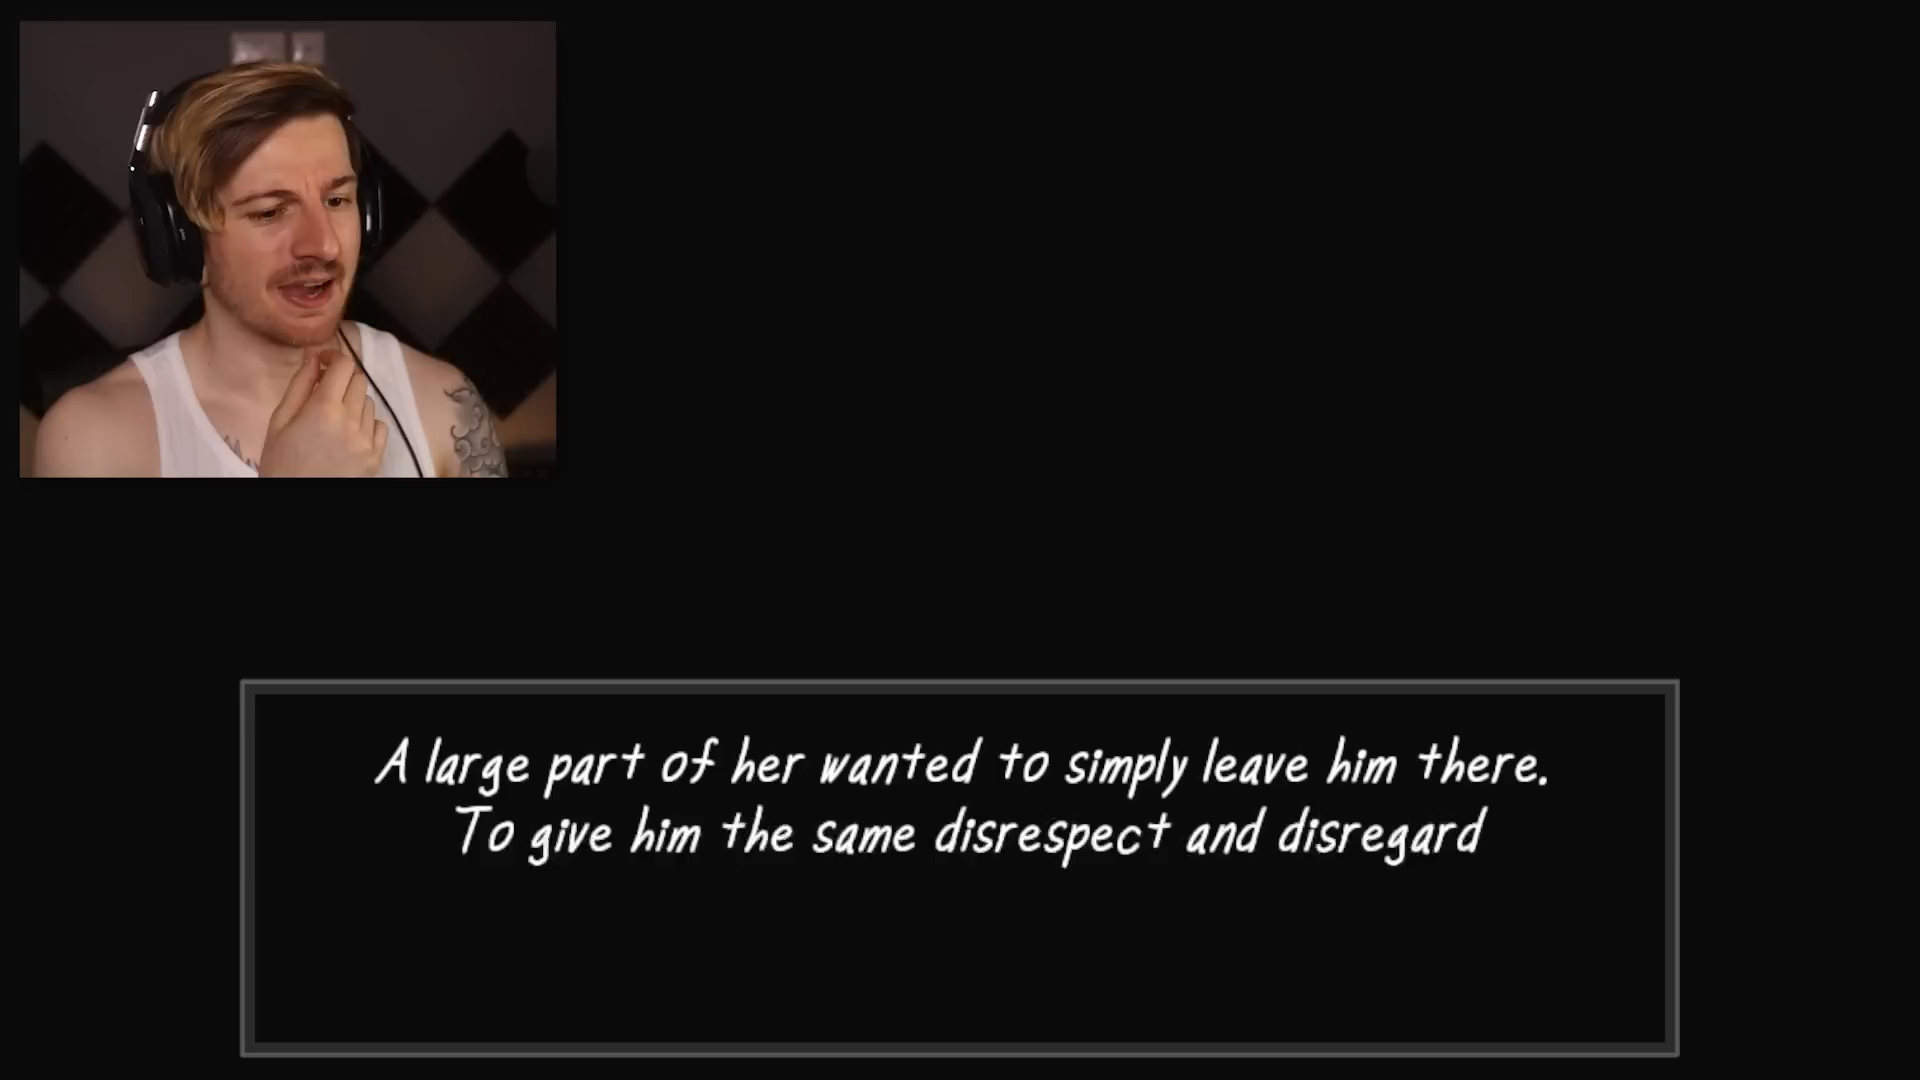 A large part of her wanted to simply leave him there.
To give him the same disrespect and disregard